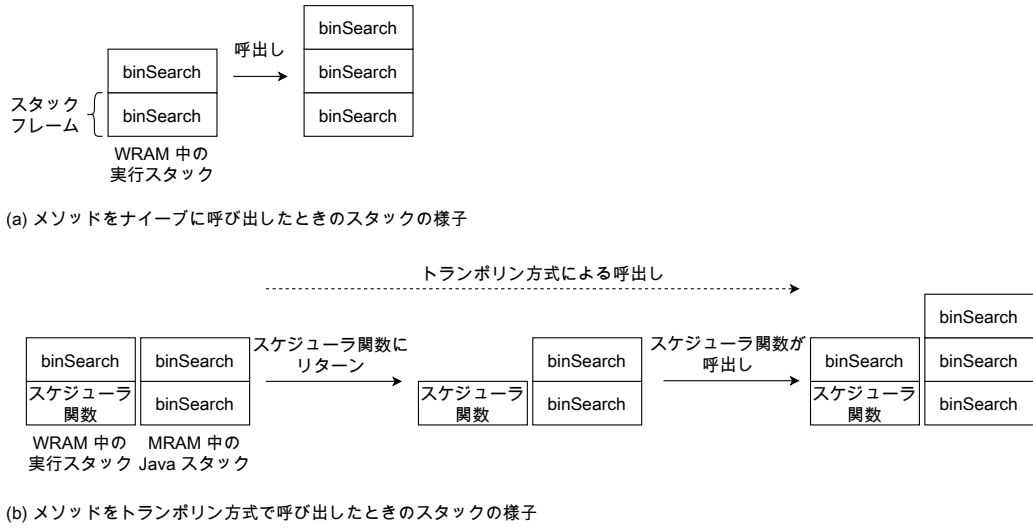 binSearch
binSearch
呼出し
binSearch
binSearch
binSearch
スタック
フレーム
binSearch
WRAM 中の
実行スタック
(a) メソッドをナイーブに呼び出したときのスタックの様子
トランポリン方式による呼出し
binSearch
binSearch
binSearch
スケジューラ関数に
リターン
binSearch
スケジューラ関数が
呼出し
binSearch
binSearch
スケジューラ
関数
binSearch
スケジューラ
関数
binSearch
スケジューラ
関数
binSearch
WRAM 中の
実行スタック
MRAM 中の
Java スタック
(b) メソッドをトランポリン方式で呼び出したときのスタックの様子